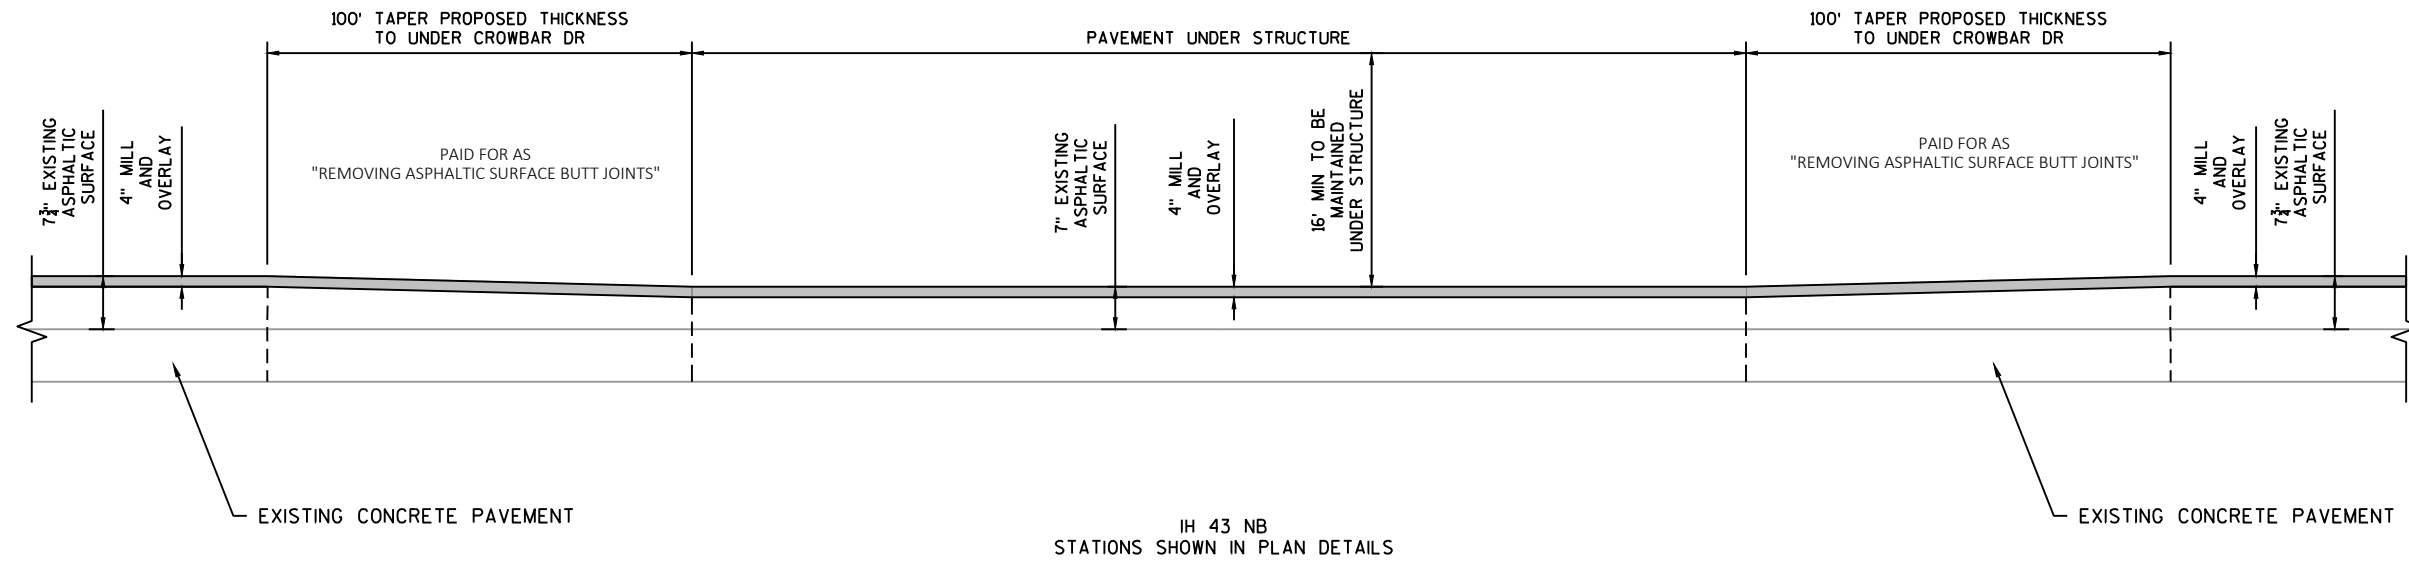 100' TAPER PROPOSED THICKNESS
TO UNDER CROWBAR DR
PAVEMENT UNDER STRUCTURE
100' TAPER PROPOSED THICKNESS
TO UNDER CROWBAR DR
7 3/4" EXISTING
ASPHALTIC
SURFACE
4" MILL
AND
OVERLAY
PAID FOR AS
"REMOVING ASPHALTIC SURFACE BUTT JOINTS"
7" EXISTING
ASPHALTIC
SURFACE
4" MILL
AND
OVERLAY
16' MIN TO BE
MAINTAINED
UNDER STRUCTURE
PAID FOR AS
"REMOVING ASPHALTIC SURFACE BUTT JOINTS"
4" MILL
AND
OVERLAY
7 3/4" EXISTING
ASPHALTIC
SURFACE
EXISTING CONCRETE PAVEMENT
IH 43 NB
STATIONS SHOWN IN PLAN DETAILS
EXISTING CONCRETE PAVEMENT